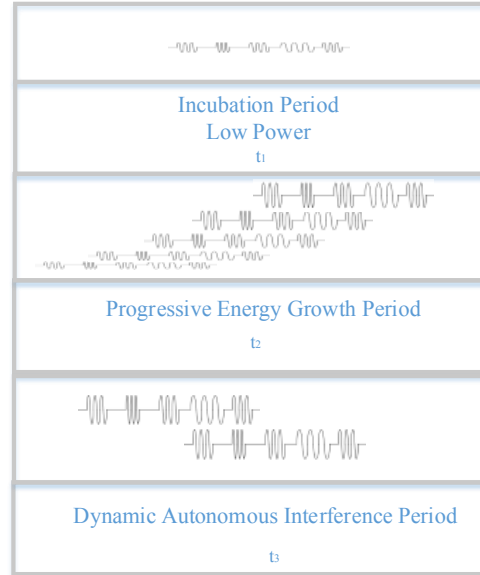 Incubation Period
Low Power
t1
Progressive Energy Growth Period
t2
Dynamic Autonomous Interference Period
t3